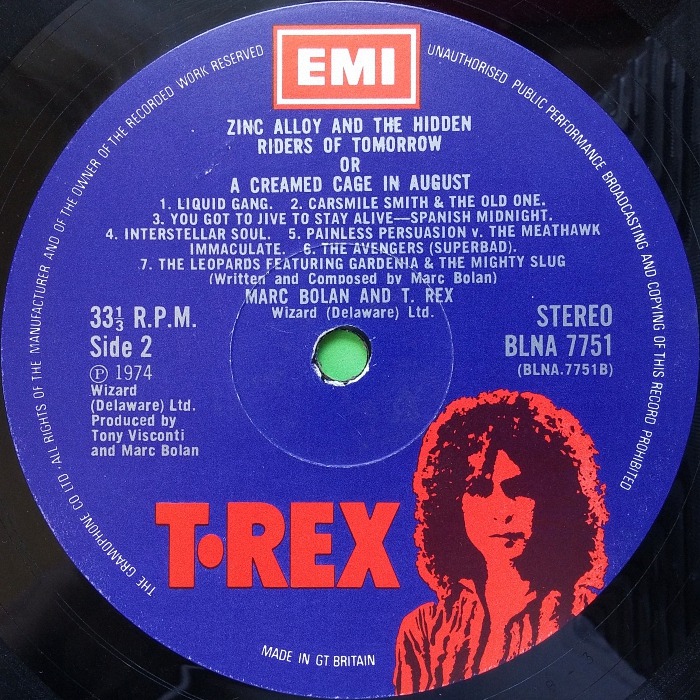 EMI
THE GRAMOPHONE CO LTD · ALL RIGHTS OF THE MANUFACTURER AND OF THE OWNER OF THE RECORDED WORK RESERVED
UNAUTHORISED PUBLIC PERFORMANCE BROADCASTING AND COPYING OF THIS RECORD PROHIBITED
ZINC ALLOY AND THE HIDDEN
RIDERS OF TOMORROW
OR
A CREAMED CAGE IN AUGUST
1. LIQUID GANG. 2. CARSMILE SMITH & THE OLD ONE.
3. YOU GOT TO JIVE TO STAY ALIVE—SPANISH MIDNIGHT.
4. INTERSTELLAR SOUL. 5. PAINLESS PERSUASION v. THE MEATHAWK
IMMACULATE. 6. THE AVENGERS (SUPERBAD).
7. THE LEOPARDS FEATURING GARDENIA & THE MIGHTY SLUG
(Written and Composed by Marc Bolan)
MARC BOLAN AND T. REX
Wizard (Delaware) Ltd.
33⅓ R.P.M.
Side 2
Ⓟ 1974
Wizard
(Delaware) Ltd.
Produced by
Tony Visconti
and Marc Bolan
STEREO
BLNA 7751
(BLNA.7751B)
T·REX
MADE IN GT BRITAIN